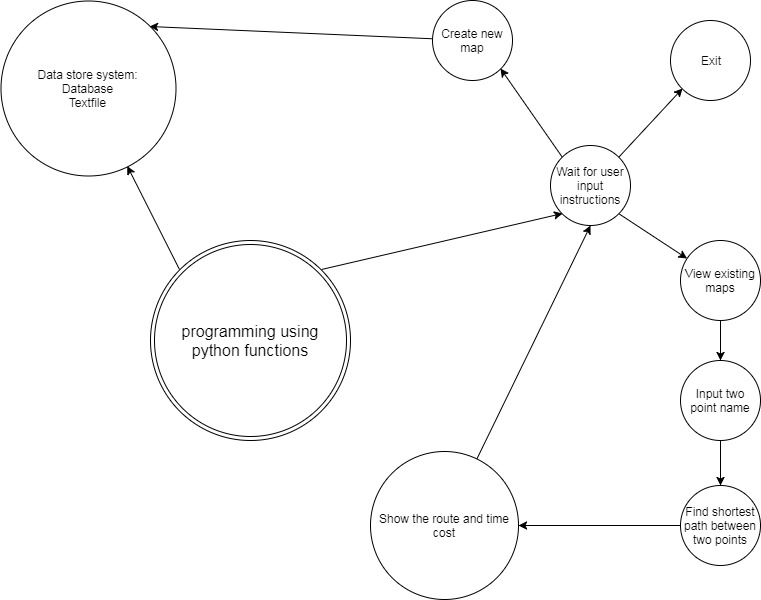 Create new
map
Exit
Data store system:
Database
Textfile
Wait for user
input
instructions
View existing
maps
programming using
python functions
Input two
point name
Show the route and time
cost
Find shortest
path between
two points